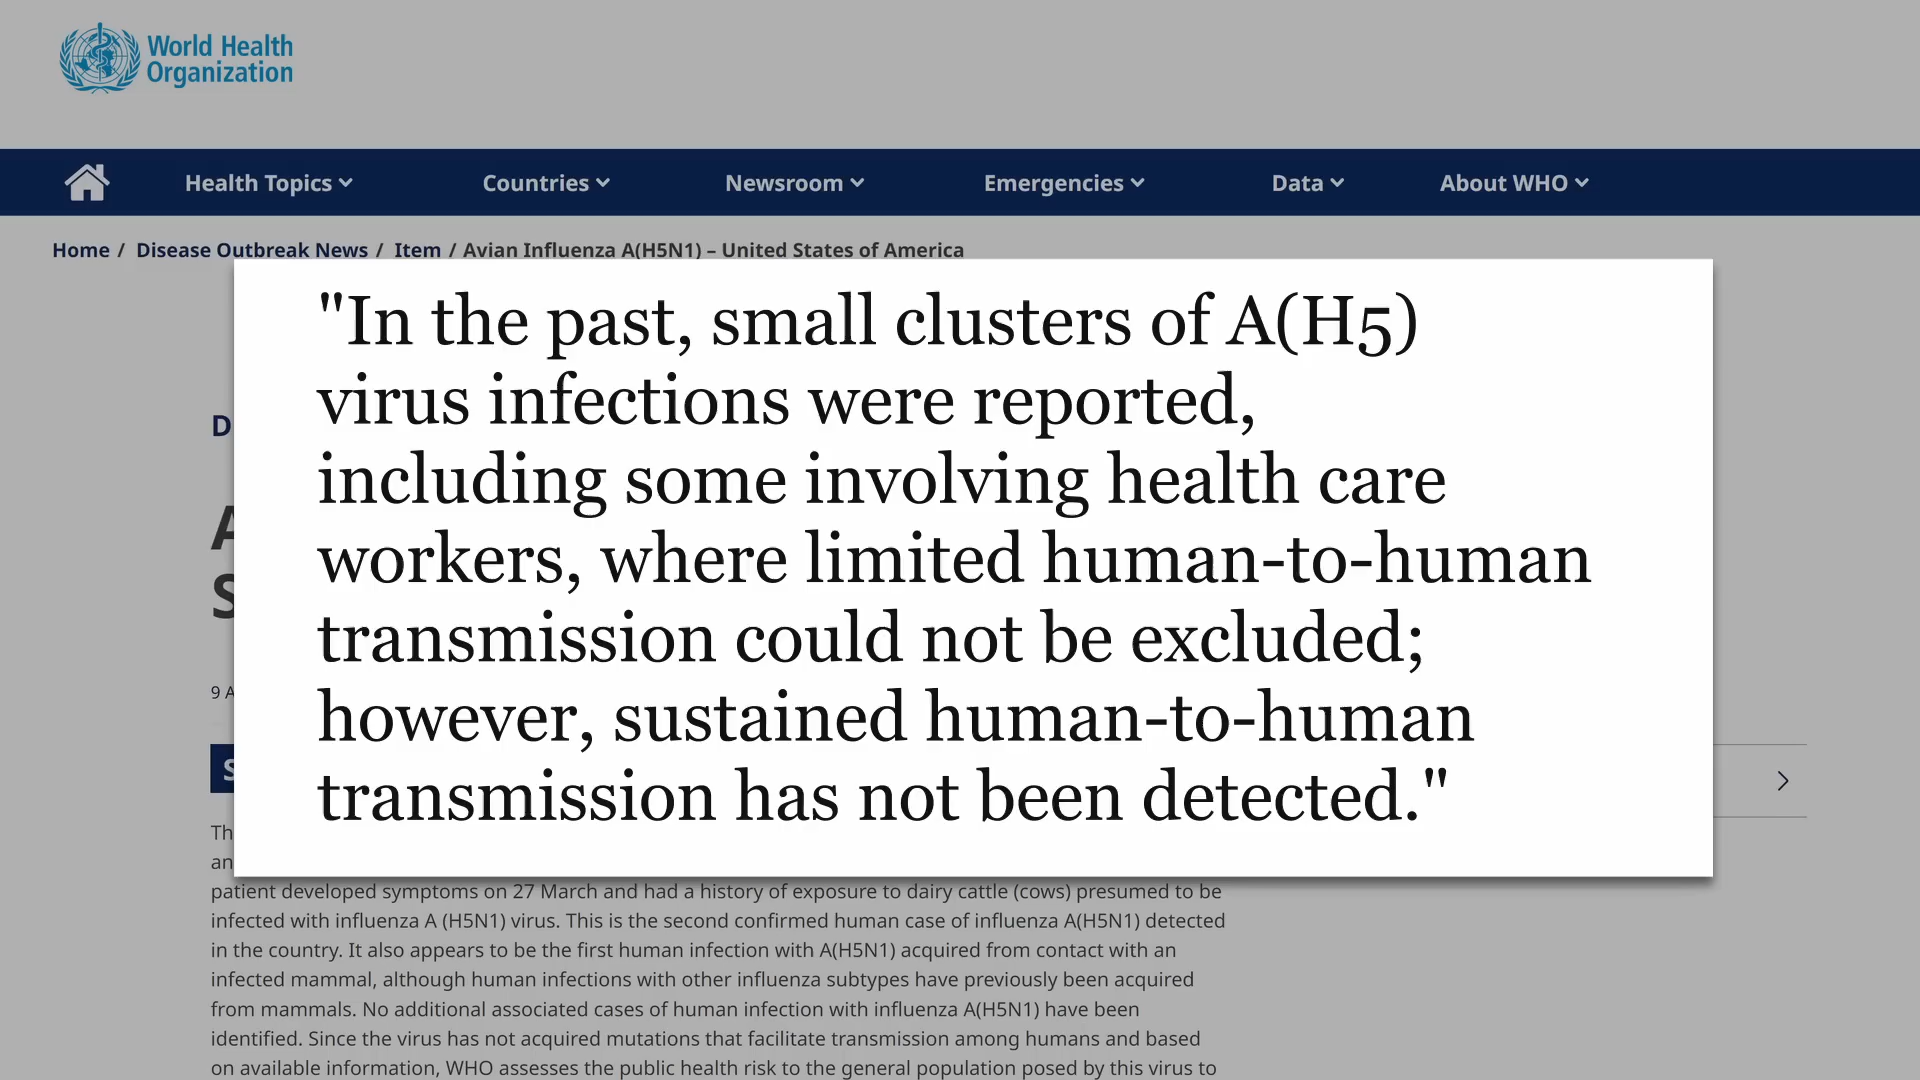 World Health
Organization
Health Topics
Countries
Newsroom
Emergencies
Data
About WHO
Home / Disease Outbreak News / Item / Avian Influenza A(H5N1) – United States of America
"In the past, small clusters of A(H5)
virus infections were reported,
including some involving health care
workers, where limited human-to-human
transmission could not be excluded;
however, sustained human-to-human
transmission has not been detected."
9 A
patient developed symptoms on 27 March and had a history of exposure to dairy cattle (cows) presumed to be
infected with influenza A (H5N1) virus. This is the second confirmed human case of influenza A(H5N1) detected
in the country. It also appears to be the first human infection with A(H5N1) acquired from contact with an
infected mammal, although human infections with other influenza subtypes have previously been acquired
from mammals. No additional associated cases of human infection with influenza A(H5N1) have been
identified. Since the virus has not acquired mutations that facilitate transmission among humans and based
on available information, WHO assesses the public health risk to the general population posed by this virus to